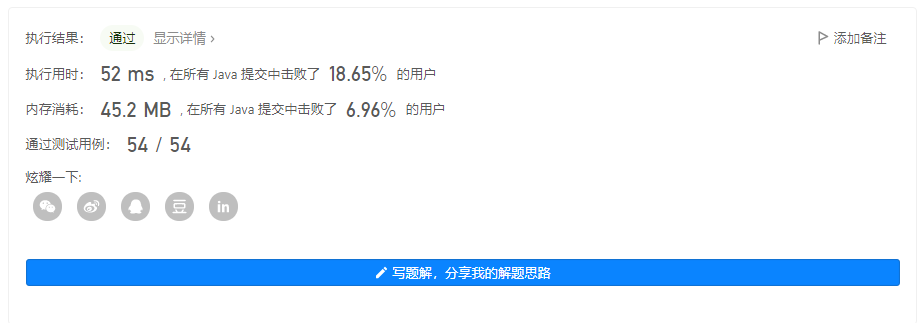 执行结果： 通过 显示详情 › 添加备注
执行用时： 52 ms , 在所有 Java 提交中击败了 18.65% 的用户
内存消耗： 45.2 MB , 在所有 Java 提交中击败了 6.96% 的用户
通过测试用例： 54 / 54
炫耀一下:
豆 in
写题解，分享我的解题思路